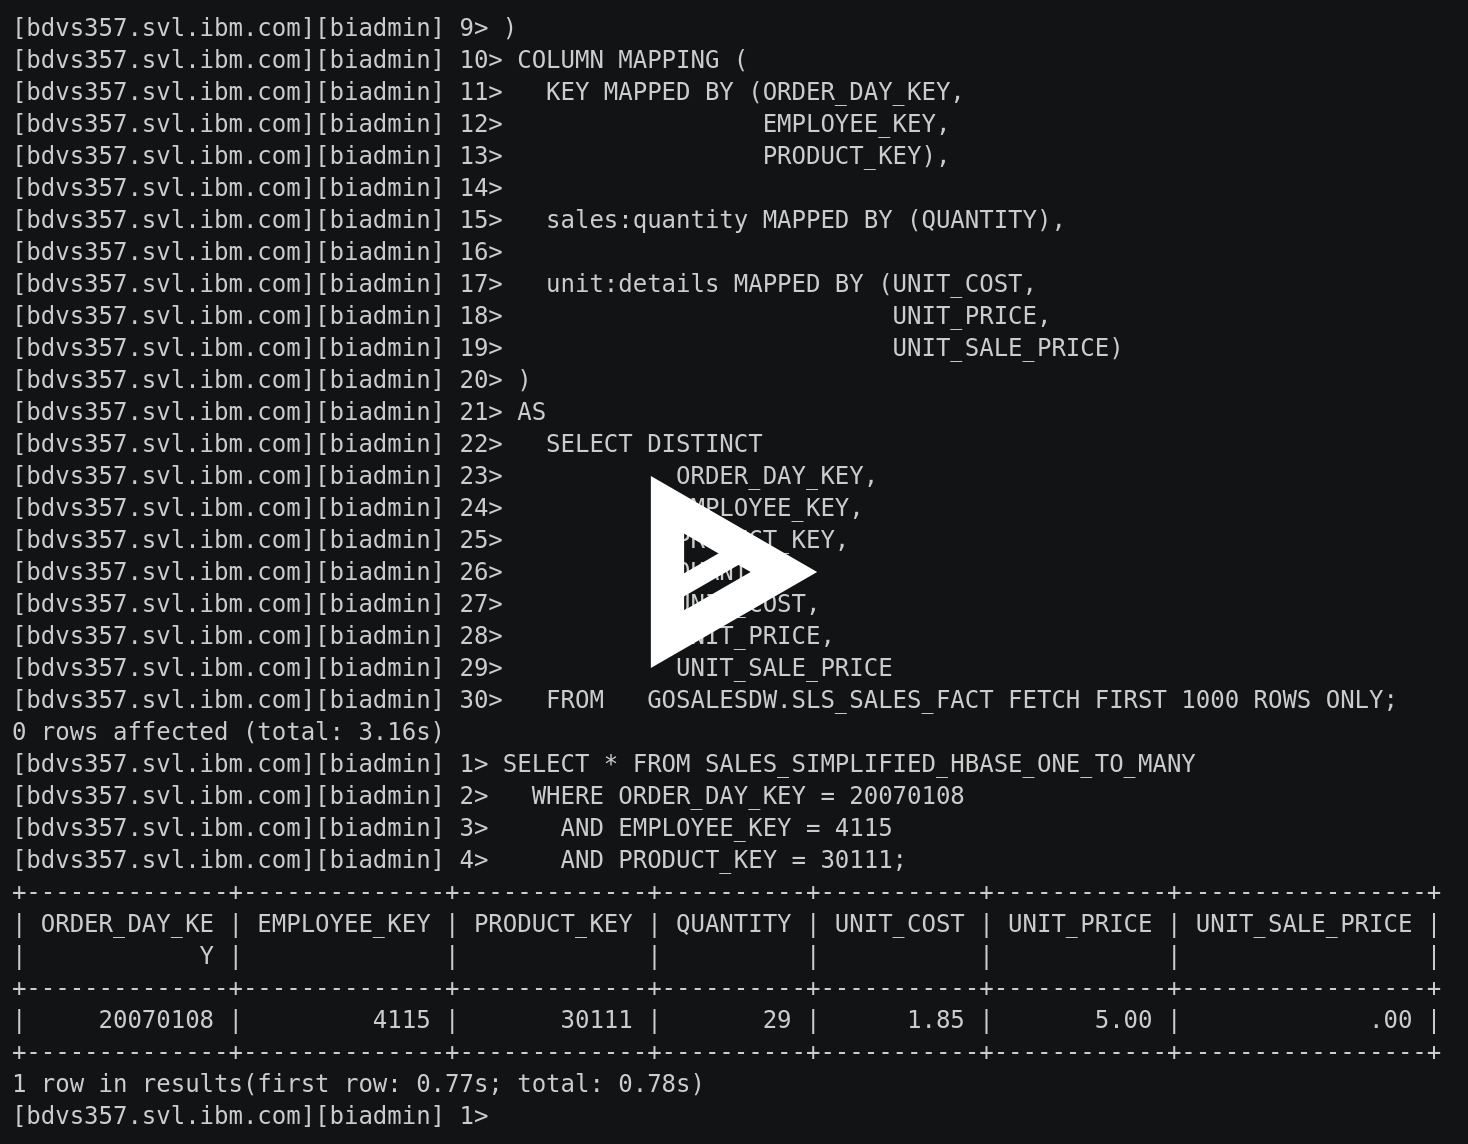 [bdvs357.svl.ibm.com][biadmin] 9> )
[bdvs357.svl.ibm.com][biadmin] 10> COLUMN MAPPING (
[bdvs357.svl.ibm.com][biadmin] 11>   KEY MAPPED BY (ORDER_DAY_KEY,
[bdvs357.svl.ibm.com][biadmin] 12>                  EMPLOYEE_KEY,
[bdvs357.svl.ibm.com][biadmin] 13>                  PRODUCT_KEY),
[bdvs357.svl.ibm.com][biadmin] 14>
[bdvs357.svl.ibm.com][biadmin] 15>   sales:quantity MAPPED BY (QUANTITY),
[bdvs357.svl.ibm.com][biadmin] 16>
[bdvs357.svl.ibm.com][biadmin] 17>   unit:details MAPPED BY (UNIT_COST,
[bdvs357.svl.ibm.com][biadmin] 18>                           UNIT_PRICE,
[bdvs357.svl.ibm.com][biadmin] 19>                           UNIT_SALE_PRICE)
[bdvs357.svl.ibm.com][biadmin] 20> )
[bdvs357.svl.ibm.com][biadmin] 21> AS
[bdvs357.svl.ibm.com][biadmin] 22>   SELECT DISTINCT
[bdvs357.svl.ibm.com][biadmin] 23>            ORDER_DAY_KEY,
[bdvs357.svl.ibm.com][biadmin] 24>            EMPLOYEE_KEY,
[bdvs357.svl.ibm.com][biadmin] 25>            PRODUCT_KEY,
[bdvs357.svl.ibm.com][biadmin] 26>
[bdvs357.svl.ibm.com][biadmin] 27>            UNIT_COST,
[bdvs357.svl.ibm.com][biadmin] 28>            UNIT_PRICE,
[bdvs357.svl.ibm.com][biadmin] 29>            UNIT_SALE_PRICE
[bdvs357.svl.ibm.com][biadmin] 30>   FROM   GOSALESDW.SLS_SALES_FACT FETCH FIRST 1000 ROWS ONLY;
0 rows affected (total: 3.16s)
[bdvs357.svl.ibm.com][biadmin] 1> SELECT * FROM SALES_SIMPLIFIED_HBASE_ONE_TO_MANY
[bdvs357.svl.ibm.com][biadmin] 2>   WHERE ORDER_DAY_KEY = 20070108
[bdvs357.svl.ibm.com][biadmin] 3>     AND EMPLOYEE_KEY = 4115
[bdvs357.svl.ibm.com][biadmin] 4>     AND PRODUCT_KEY = 30111;
+--------------+--------------+-------------+----------+-----------+------------+-----------------+
| ORDER_DAY_KE | EMPLOYEE_KEY | PRODUCT_KEY | QUANTITY | UNIT_COST | UNIT_PRICE | UNIT_SALE_PRICE |
|            Y |              |             |          |           |            |                 |
+--------------+--------------+-------------+----------+-----------+------------+-----------------+
|     20070108 |         4115 |       30111 |       29 |      1.85 |       5.00 |             .00 |
+--------------+--------------+-------------+----------+-----------+------------+-----------------+
1 row in results(first row: 0.77s; total: 0.78s)
[bdvs357.svl.ibm.com][biadmin] 1>